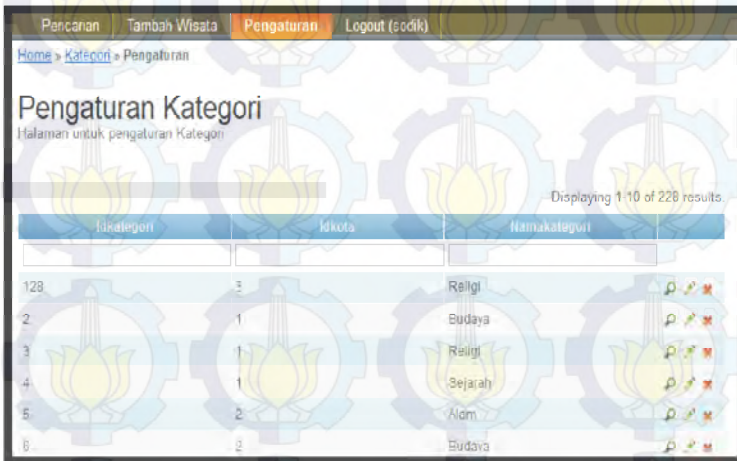 Pencarian Tambah Wisata Pengaturan Logout (sodik)
Home » Kategori » Pengaturan
Pengaturan Kategori
Halaman untuk pengaturan Kategori
Displaying 1-10 of 228 results.
Idkategori Idkota Namakategori
128 3 Religi
2 1 Budaya
3 1 Religi
4 1 Sejarah
5 2 Alam
6 2 Budaya